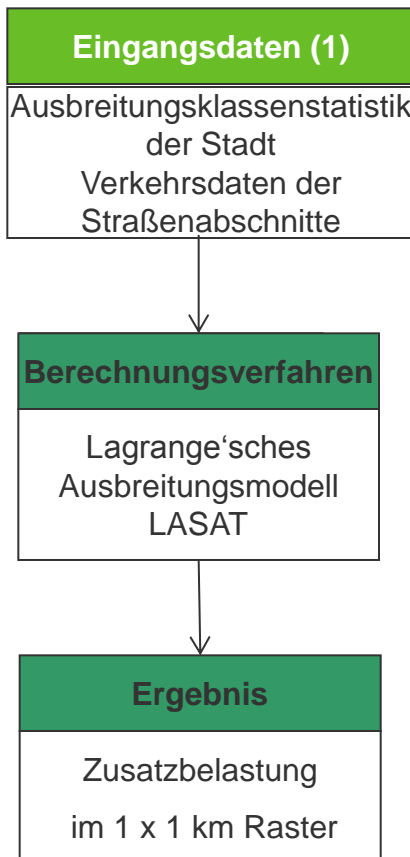 Eingangsdaten (1)
Ausbreitungsklassenstatistik
der Stadt
Verkehrsdaten der
Straßenabschnitte
Berechnungsverfahren
Lagrange‘sches
Ausbreitungsmodell
LASAT
Ergebnis
Zusatzbelastung
im 1 x 1 km Raster